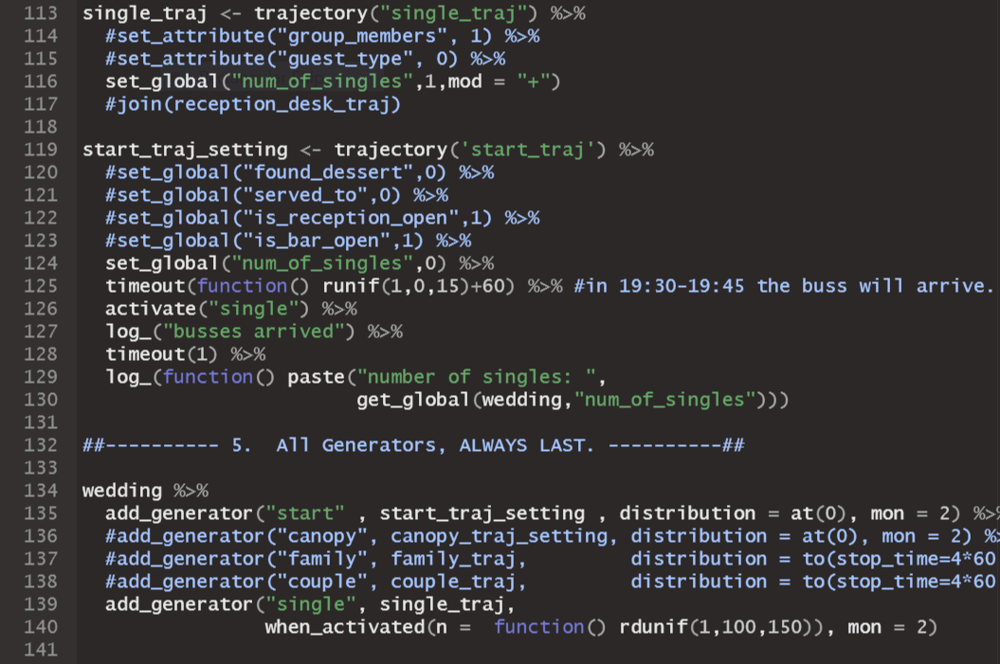 113 single_traj <- trajectory("single_traj") %>%
114   #set_attribute("group_members", 1) %>%
115   #set_attribute("guest_type", 0) %>%
116   set_global("num_of_singles",1,mod = "+")
117   #join(reception_desk_traj)
118
119 start_traj_setting <- trajectory('start_traj') %>%
120   #set_global("found_dessert",0) %>%
121   #set_global("served_to",0) %>%
122   #set_global("is_reception_open",1) %>%
123   #set_global("is_bar_open",1) %>%
124   set_global("num_of_singles",0) %>%
125   timeout(function() runif(1,0,15)+60) %>% #in 19:30-19:45 the buss will arrive.
126   activate("single") %>%
127   log_("busses arrived") %>%
128   timeout(1) %>%
129   log_(function() paste("number of singles: ",
130                         get_global(wedding,"num_of_singles")))
131
132 ##---------- 5.  All Generators, ALWAYS LAST. ----------##
133
134 wedding %>%
135   add_generator("start" , start_traj_setting , distribution = at(0), mon = 2) %>%
136   #add_generator("canopy", canopy_traj_setting, distribution = at(0), mon = 2) %>
137   #add_generator("family", family_traj,         distribution = to(stop_time=4*60
138   #add_generator("couple", couple_traj,         distribution = to(stop_time=4*60
139   add_generator("single", single_traj,
140                 when_activated(n =  function() rdunif(1,100,150)), mon = 2)
141